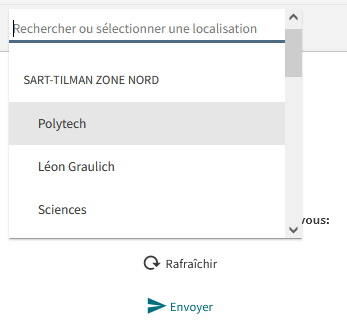 Rechercher ou sélectionner une localisation
SART-TILMAN ZONE NORD
Polytech
Léon Graulich
Sciences
vous:
Rafraîchir
Envoyer